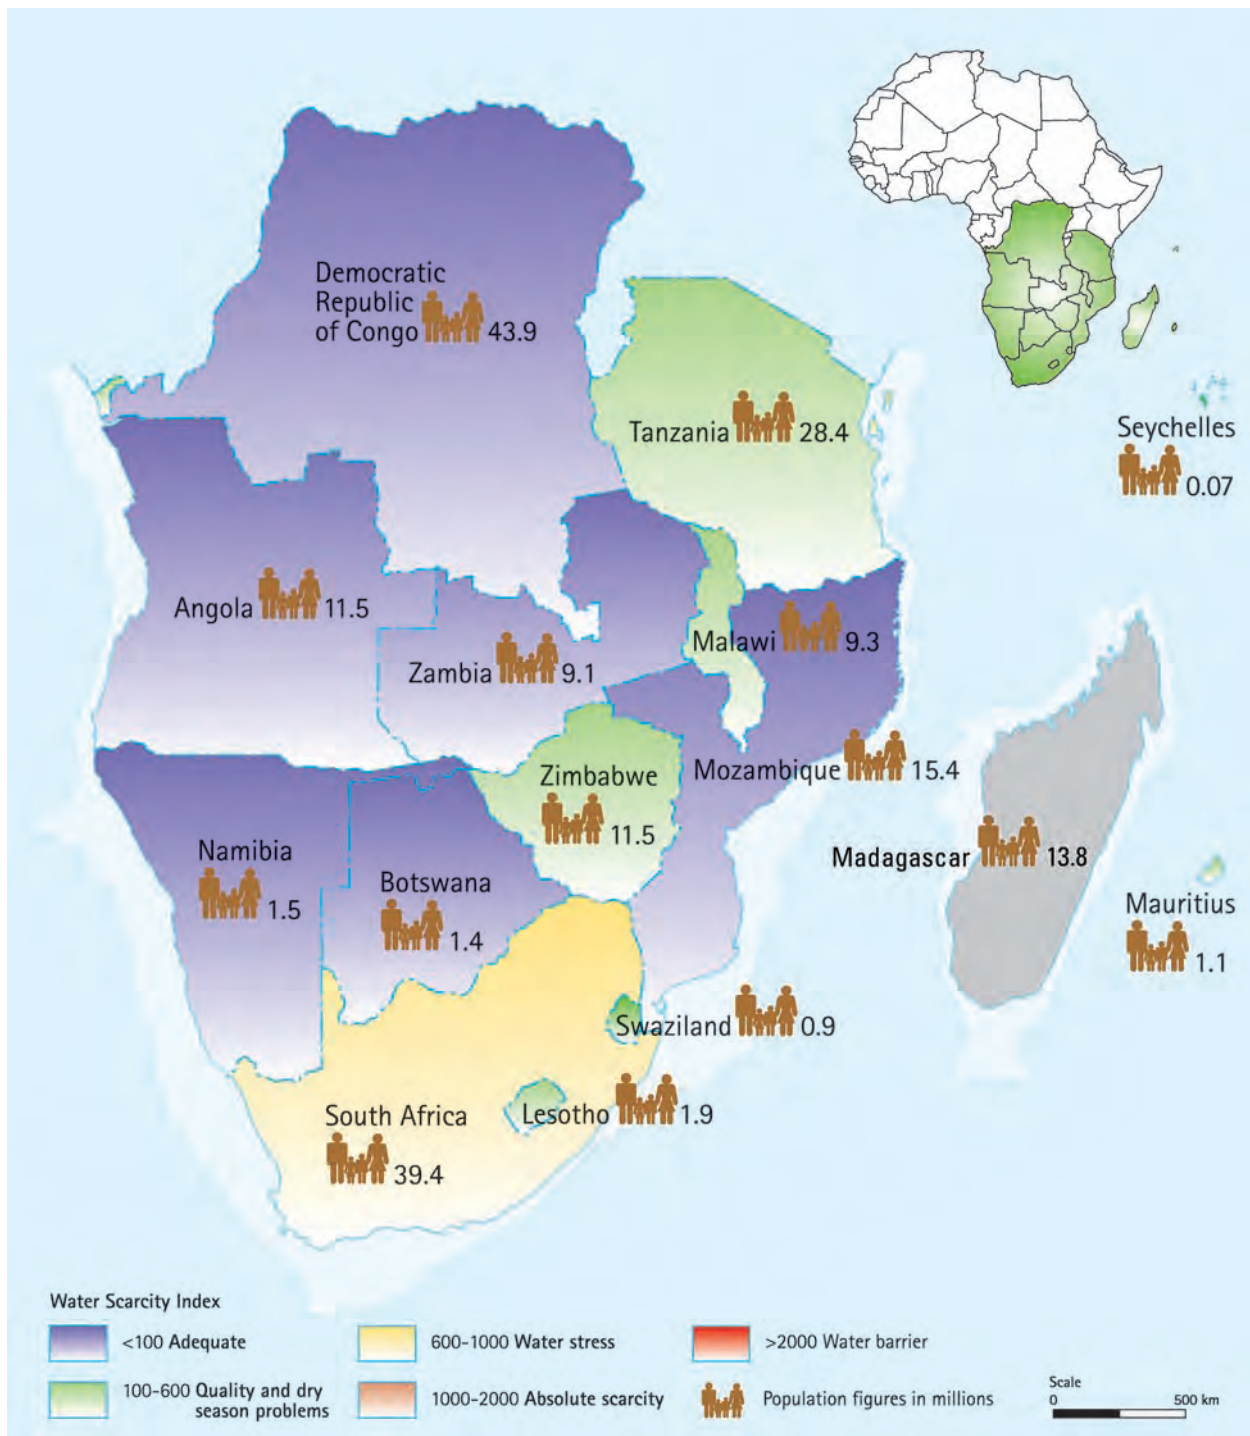 Democratic
Republic
of Congo 43.9
Tanzania 28.4
Seychelles
0.07
Angola 11.5
Malawi 9.3
Zambia 9.1
Mozambique 15.4
Zimbabwe
11.5
Madagascar 13.8
Namibia
1.5
Botswana
1.4
Mauritius
1.1
Swaziland 0.9
Lesotho 1.9
South Africa
39.4
Water Scarcity Index
<100 Adequate
600-1000 Water stress
>2000 Water barrier
100-600 Quality and dry
season problems
1000-2000 Absolute scarcity
Population figures in millions
Scale
0 500 km